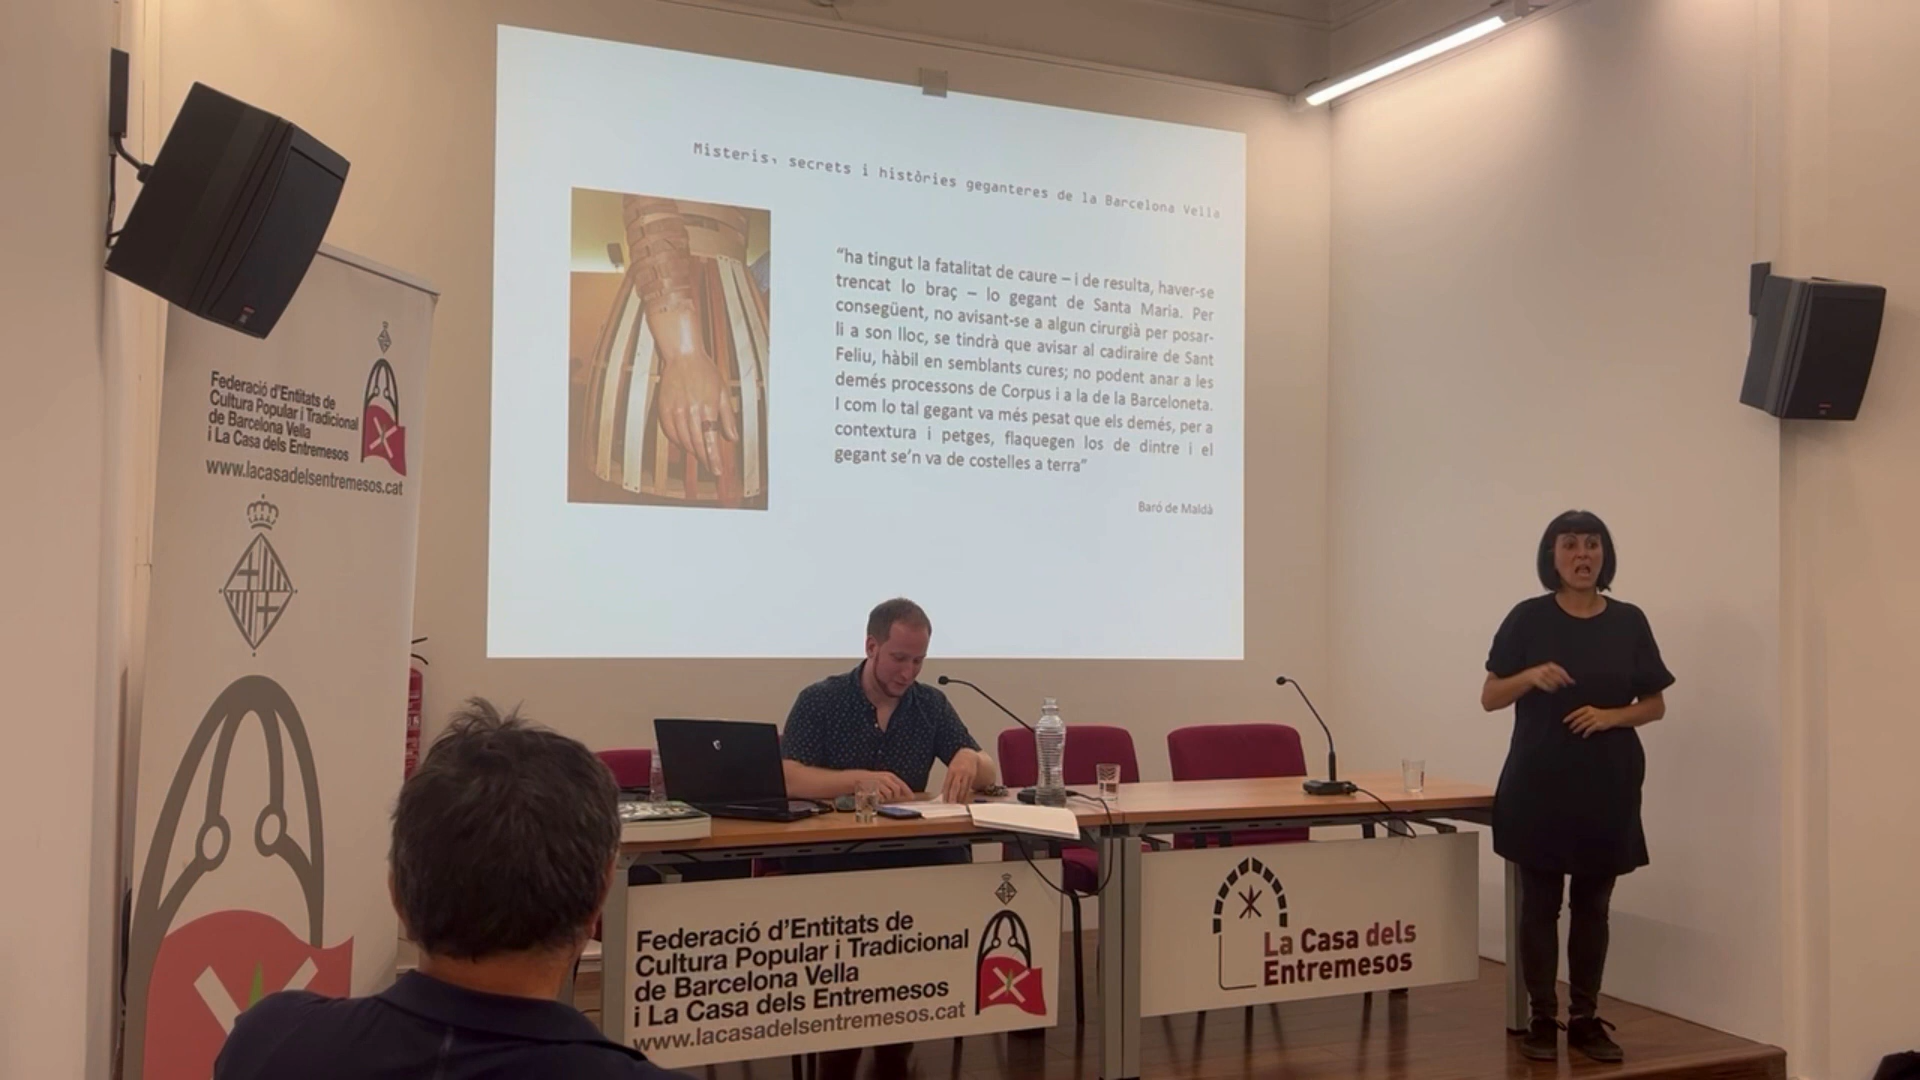 Misteris, secrets i històries geganteres de la Barcelona Vella
“ha tingut la fatalitat de caure – i de resulta, haver-se
trencat lo braç – lo gegant de Santa Maria. Per
consegüent, no avisant-se a algun cirurgià per posar-
li a son lloc, se tindrà que avisar al cadiraire de Sant
Feliu, hàbil en semblants cures; no podent anar a les
demés processons de Corpus i a la de la Barceloneta.
I com lo tal gegant va més pesat que els demés, per a
contextura i petges, flaquegen los de dintre i el
gegant se’n va de costelles a terra”
Baró de Maldà
Federació d’Entitats de
Cultura Popular i Tradicional
de Barcelona Vella
i La Casa dels Entremesos
www.lacasadelsentremesos.cat
Federació d’Entitats de
Cultura Popular i Tradicional
de Barcelona Vella
i La Casa dels Entremesos
www.lacasadelsentremesos.cat
La Casa dels
Entremesos